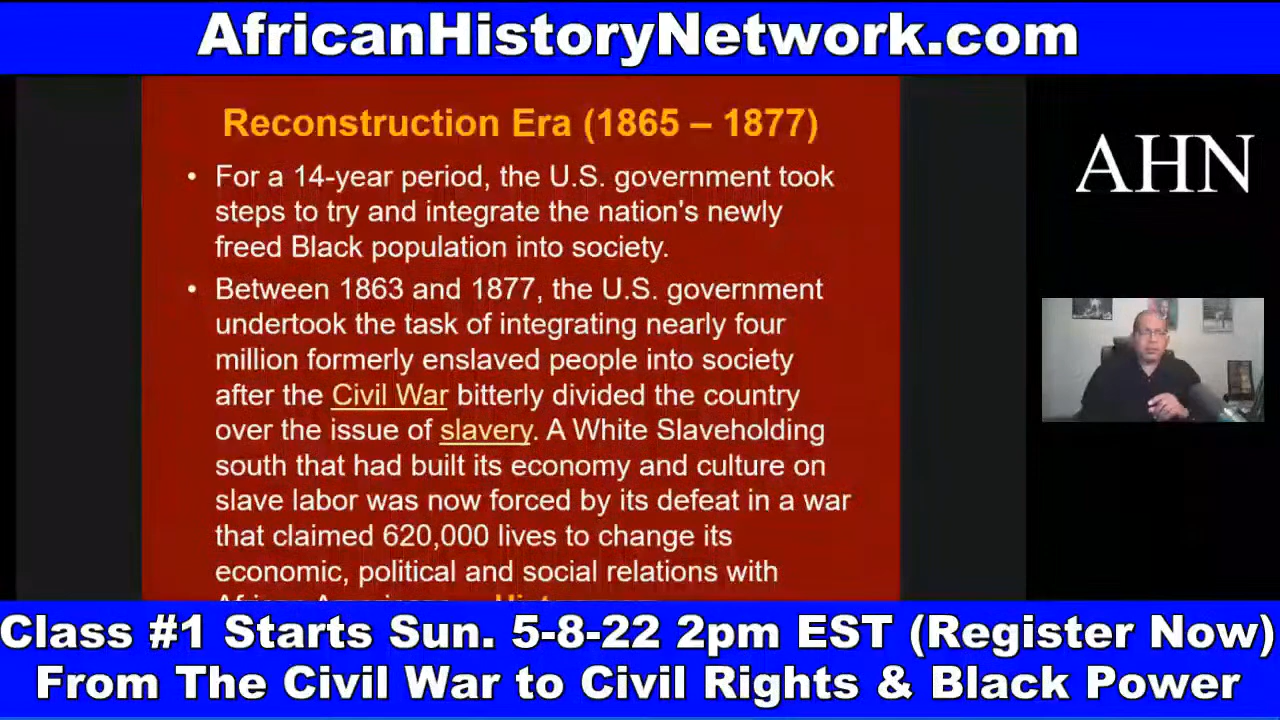 AfricanHistoryNetwork.com
Reconstruction Era (1865 – 1877)
• For a 14-year period, the U.S. government took
steps to try and integrate the nation's newly
freed Black population into society.
• Between 1863 and 1877, the U.S. government
undertook the task of integrating nearly four
million formerly enslaved people into society
after the Civil War bitterly divided the country
over the issue of slavery. A White Slaveholding
south that had built its economy and culture on
slave labor was now forced by its defeat in a war
that claimed 620,000 lives to change its
economic, political and social relations with
AHN
Class #1 Starts Sun. 5-8-22 2pm EST (Register Now)
From The Civil War to Civil Rights & Black Power